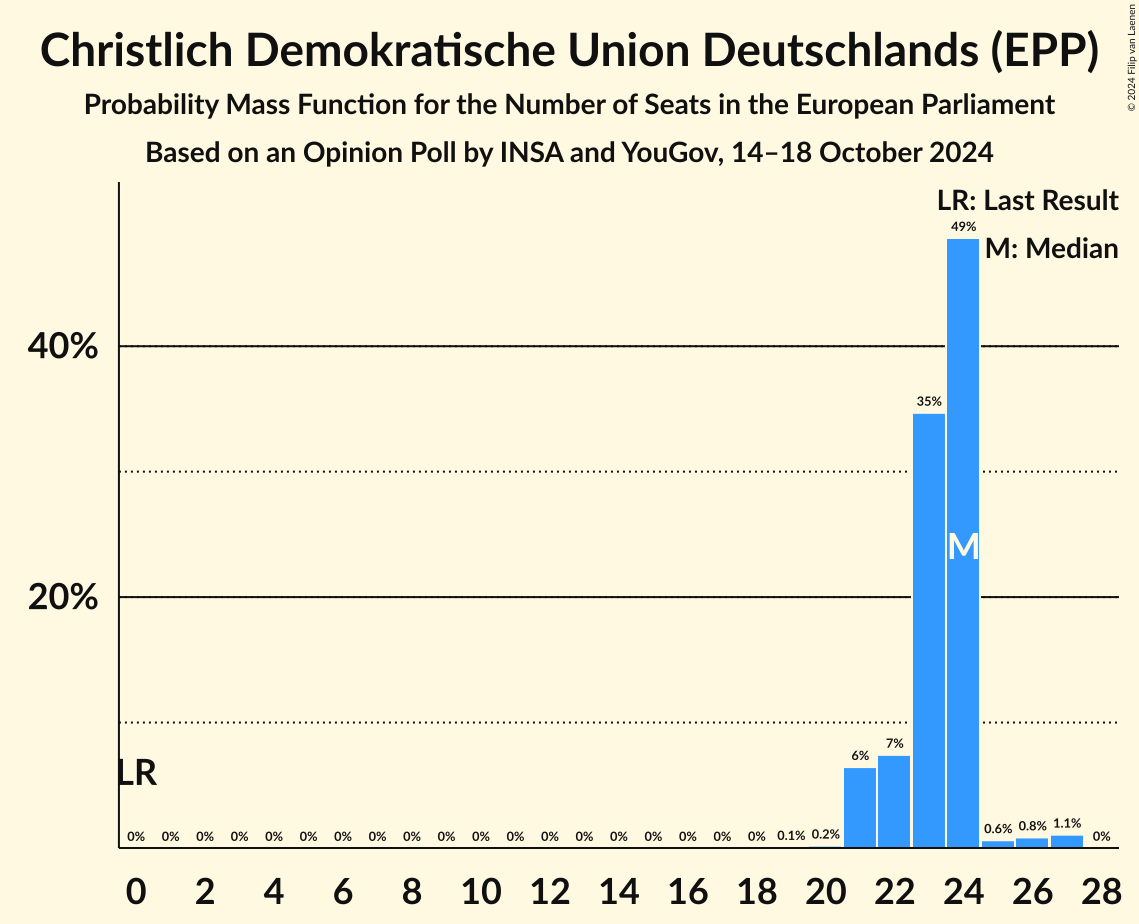 Christlich Demokratische Union Deutschlands (EPP)
Probability Mass Function for the Number of Seats in the European Parliament
Based on an Opinion Poll by INSA and YouGov, 14–18 October 2024
© 2024 Filip van Laenen
LR: Last Result
M: Median
49%
40%
35%
M
20%
LR
0% 0% 0% 0% 0% 0% 0% 0% 0% 0% 0% 0% 0% 0% 0% 0% 0% 0% 0% 0.1% 0.2% 6% 7% 0.6% 0.8% 1.1% 0%
0 2 4 6 8 10 12 14 16 18 20 22 24 26 28